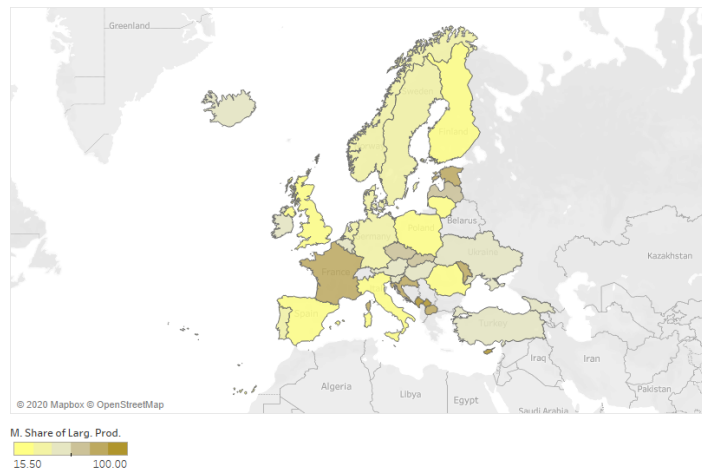 Greenland
Sweden
Finland
Norway
Belarus
Poland
Germany
Ukraine
Kazakhstan
France
Spain
Turkey
Iraq
Iran
Algeria
Libya
Egypt
Pakistan
Saudi Arabia
© 2020 Mapbox © OpenStreetMap
M. Share of Larg. Prod.
15.50 100.00